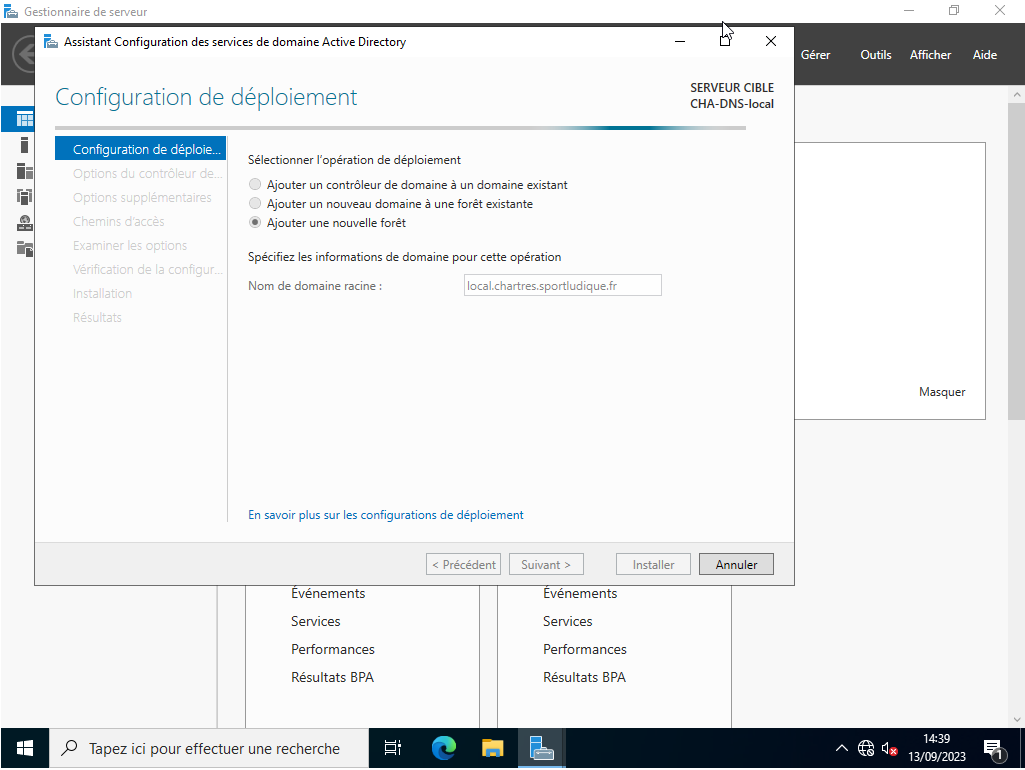 Gestionnaire de serveur
Gérer Outils Afficher Aide
Assistant Configuration des services de domaine Active Directory
Configuration de déploiement
SERVEUR CIBLE
CHA-DNS-local
Configuration de déploie...
Options du contrôleur de...
Options supplémentaires
Chemins d'accès
Examiner les options
Vérification de la configur...
Installation
Résultats
Sélectionner l'opération de déploiement
Ajouter un contrôleur de domaine à un domaine existant
Ajouter un nouveau domaine à une forêt existante
Ajouter une nouvelle forêt
Spécifiez les informations de domaine pour cette opération
Nom de domaine racine : local.chartres.sportludique.fr
En savoir plus sur les configurations de déploiement
< Précédent Suivant > Installer Annuler
Masquer
Événements
Services
Performances
Résultats BPA
Événements
Services
Performances
Résultats BPA
Tapez ici pour effectuer une recherche
14:39
13/09/2023
1